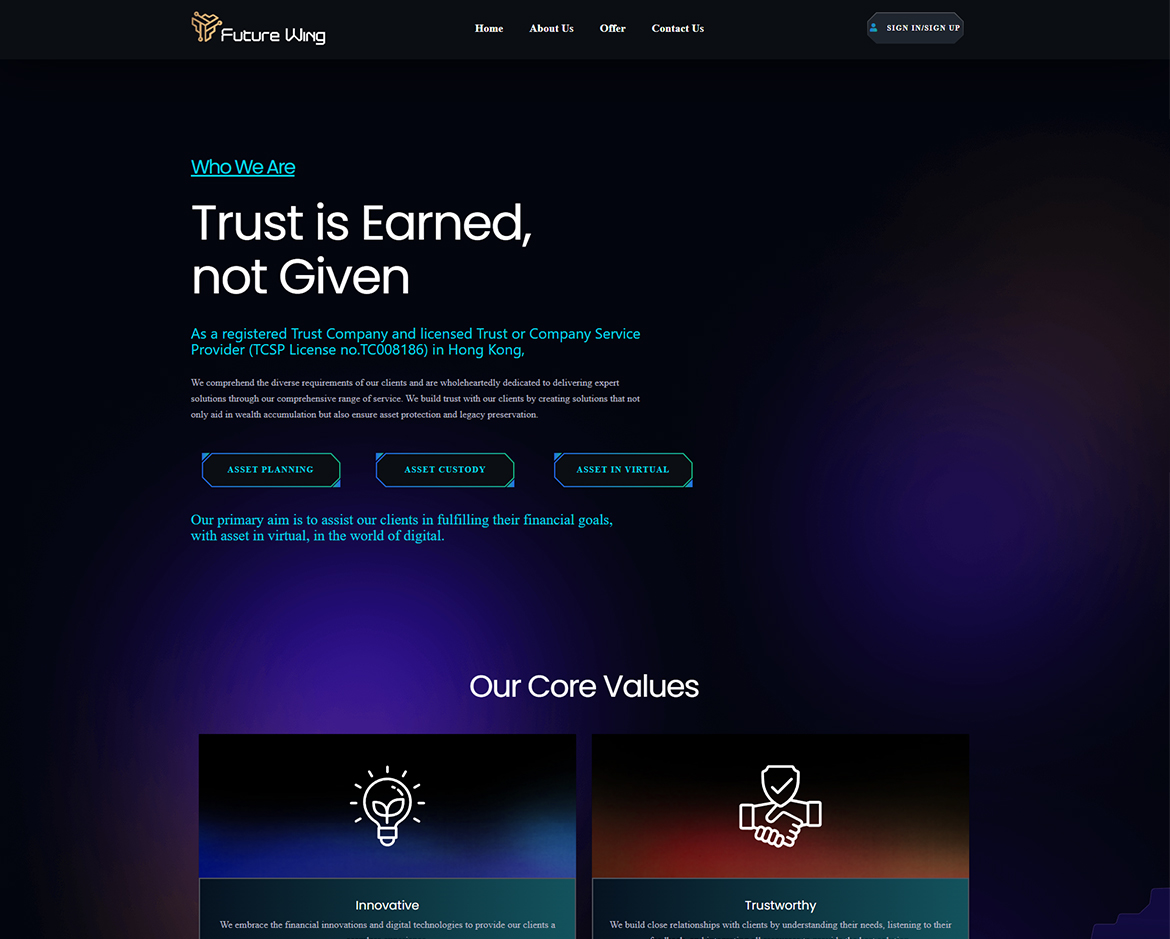 Future Wing
Home
About Us
Offer
Contact Us
SIGN IN/SIGN UP
Who We Are
Trust is Earned,
not Given
As a registered Trust Company and licensed Trust or Company Service
Provider (TCSP License no.TC008186) in Hong Kong,
We comprehend the diverse requirements of our clients and are wholeheartedly dedicated to delivering expert
solutions through our comprehensive range of service. We build trust with our clients by creating solutions that not
only aid in wealth accumulation but also ensure asset protection and legacy preservation.
ASSET PLANNING
ASSET CUSTODY
ASSET IN VIRTUAL
Our primary aim is to assist our clients in fulfilling their financial goals,
with asset in virtual, in the world of digital.
Our Core Values
Innovative
We embrace the financial innovations and digital technologies to provide our clients a
Trustworthy
We build close relationships with clients by understanding their needs, listening to their